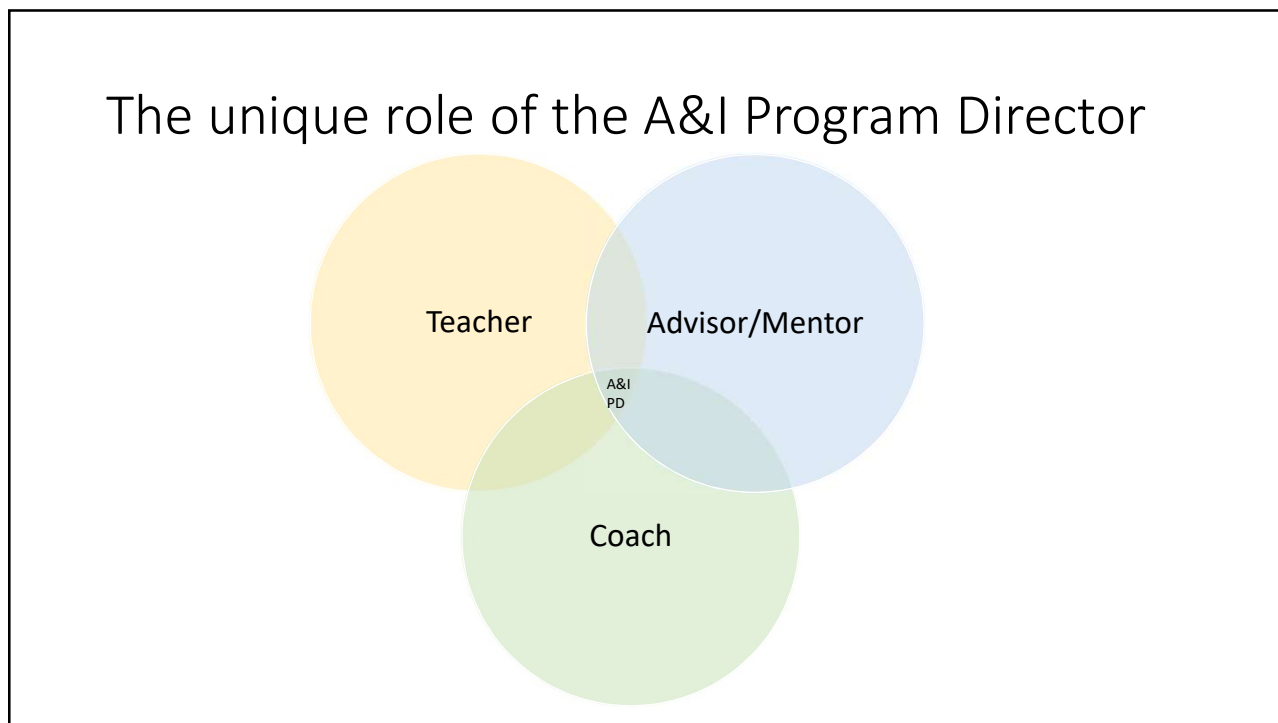 The unique role of the A&I Program Director
Teacher
Advisor/Mentor
A&I
PD
Coach